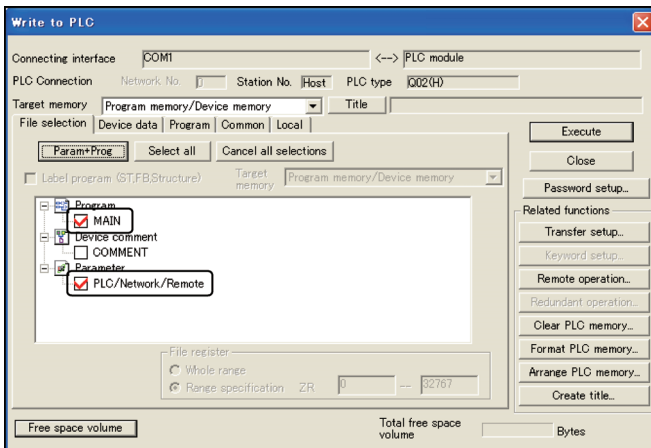 Write to PLC
Connecting interface COM1 <--> PLC module
PLC Connection Network No. 0 Station No. Host PLC type Q02(H)
Target memory Program memory/Device memory Title
File selection Device data Program Common Local
Param+Prog Select all Cancel all selections
Label program (ST,FB,Structure) Target memory Program memory/Device memory
Program
MAIN
Device comment
COMMENT
Parameter
PLC/Network/Remote
File register
Whole range
Range specification ZR 0 -- 32767
Execute
Close
Password setup...
Related functions
Transfer setup...
Keyword setup...
Remote operation...
Redundant operation...
Clear PLC memory...
Format PLC memory...
Arrange PLC memory...
Create title...
Free space volume Total free space volume Bytes